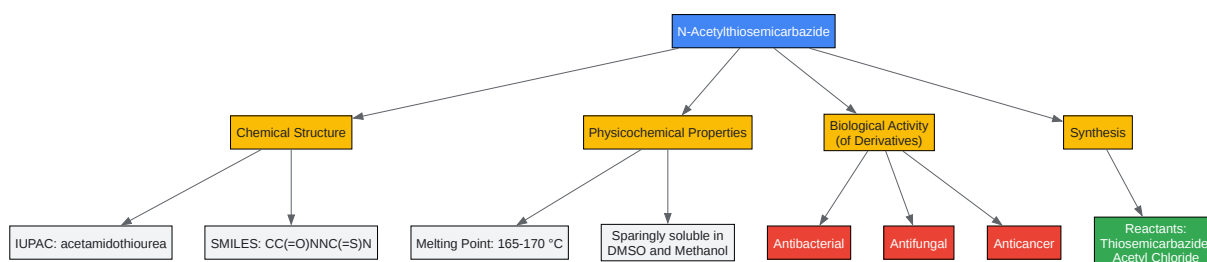 N-Acetylthiosemicarbazide
Chemical Structure
Physicochemical Properties
Biological Activity
(of Derivatives)
Synthesis
IUPAC: acetamidothiourea
SMILES: CC(=O)NNC(=S)N
Melting Point: 165-170 °C
Sparingly soluble in
DMSO and Methanol
Antibacterial
Antifungal
Anticancer
Reactants:
Thiosemicarbazide
Acetyl Chloride